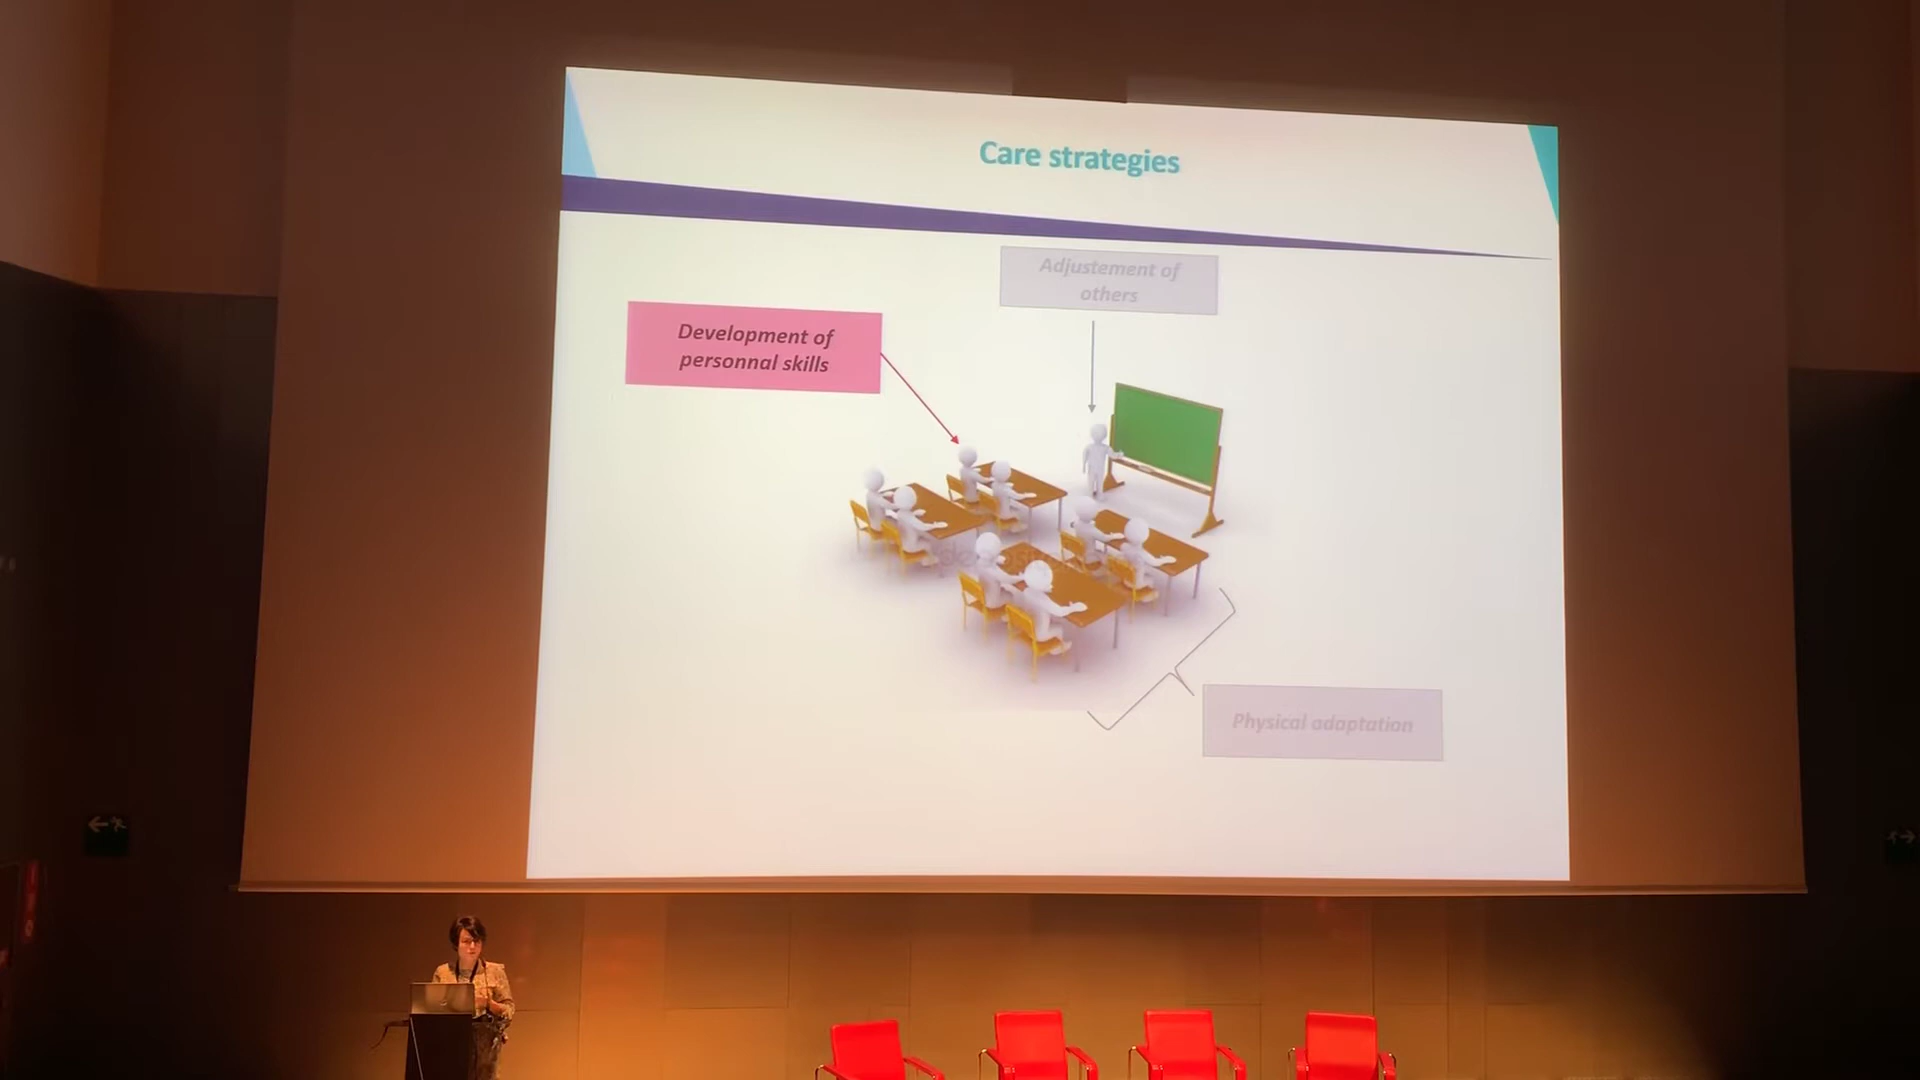 Care strategies
Adjustement of
others
Development of
personnal skills
Physical adaptation